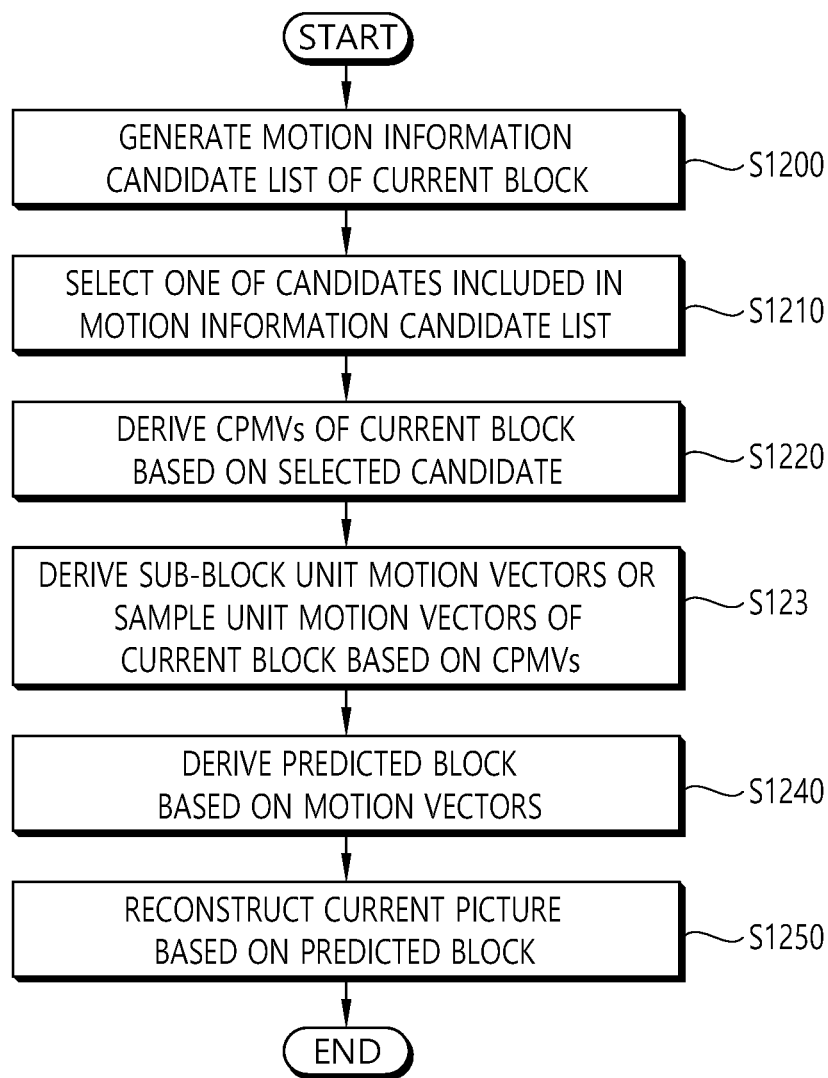 START
GENERATE MOTION INFORMATION
CANDIDATE LIST OF CURRENT BLOCK
S1200
SELECT ONE OF CANDIDATES INCLUDED IN
MOTION INFORMATION CANDIDATE LIST
S1210
DERIVE CPMVs OF CURRENT BLOCK
BASED ON SELECTED CANDIDATE
S1220
DERIVE SUB-BLOCK UNIT MOTION VECTORS OR
SAMPLE UNIT MOTION VECTORS OF
CURRENT BLOCK BASED ON CPMVs
S123
DERIVE PREDICTED BLOCK
BASED ON MOTION VECTORS
S1240
RECONSTRUCT CURRENT PICTURE
BASED ON PREDICTED BLOCK
S1250
END